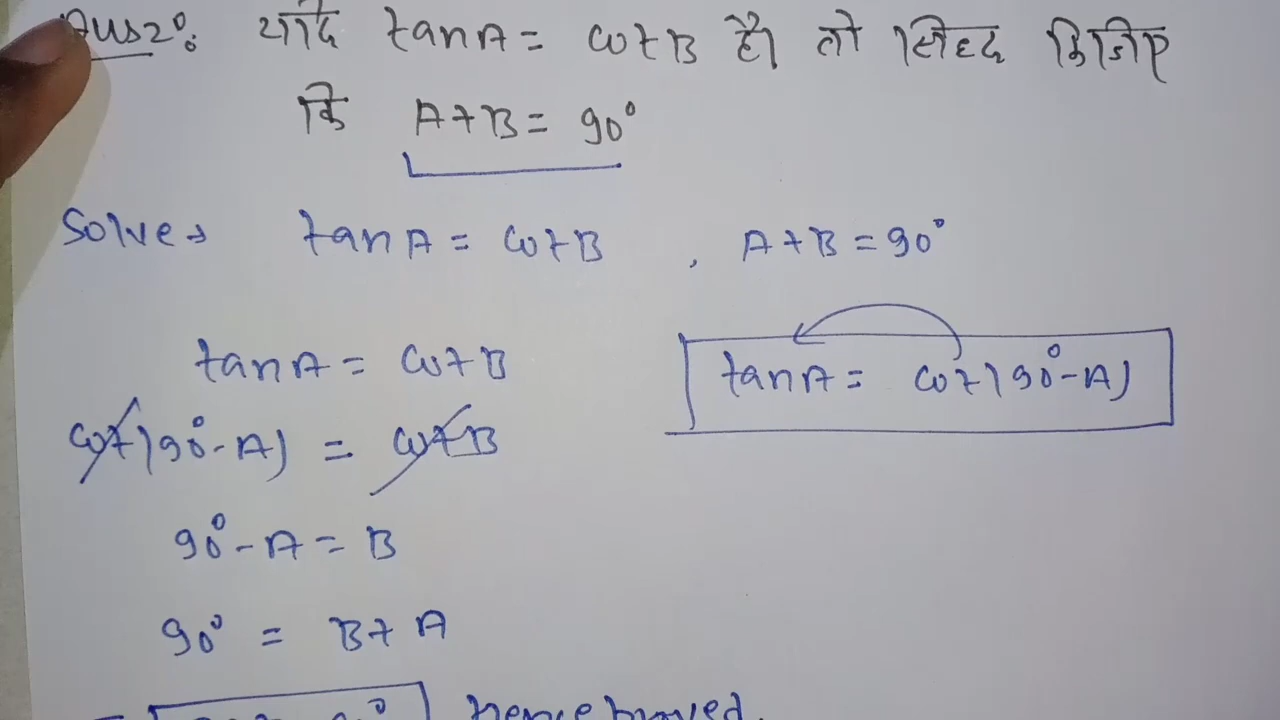 Ans2º: यदि tanA = cotB है। तो सिद्द किजिए
कि A+B = 90°
Solve→ tanA = cotB , A+B = 90°
tanA = cotB
tanA = cot(90°-A)
cot(90°-A) = cotB
90°-A = B
90° = B+A
hence proved.